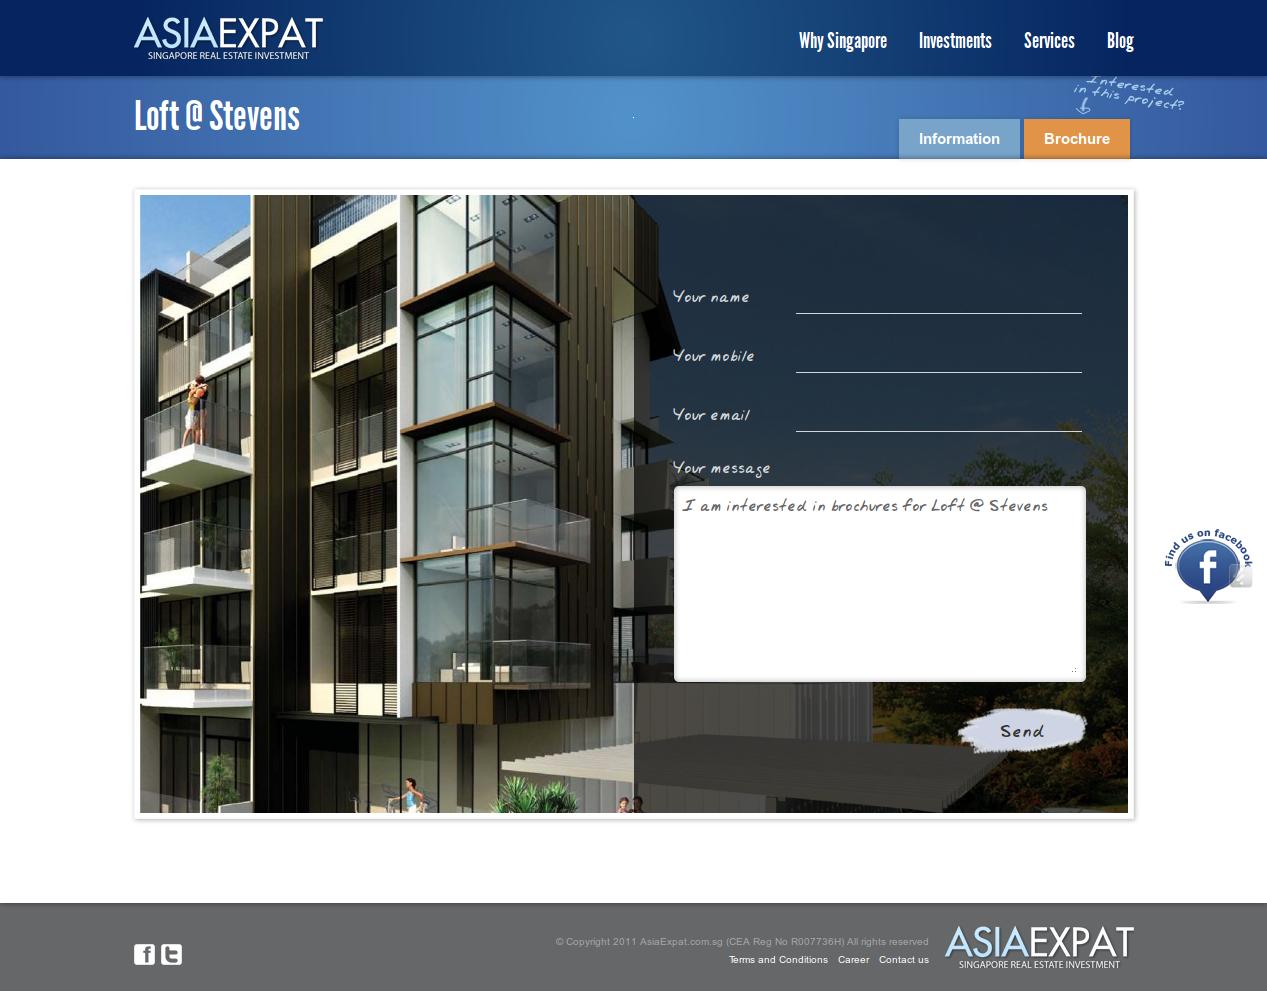 ASIAEXPAT
SINGAPORE REAL ESTATE INVESTMENT
Why Singapore
Investments
Services
Blog
Loft @ Stevens
Interested
in this project?
Information
Brochure
Your name
Your mobile
Your email
Your message
I am interested in brochures for Loft @ Stevens
Send
Find us on facebook
© Copyright 2011 AsiaExpat.com.sg (CEA Reg No R007736H) All rights reserved
Terms and Conditions Career Contact us
ASIAEXPAT
SINGAPORE REAL ESTATE INVESTMENT